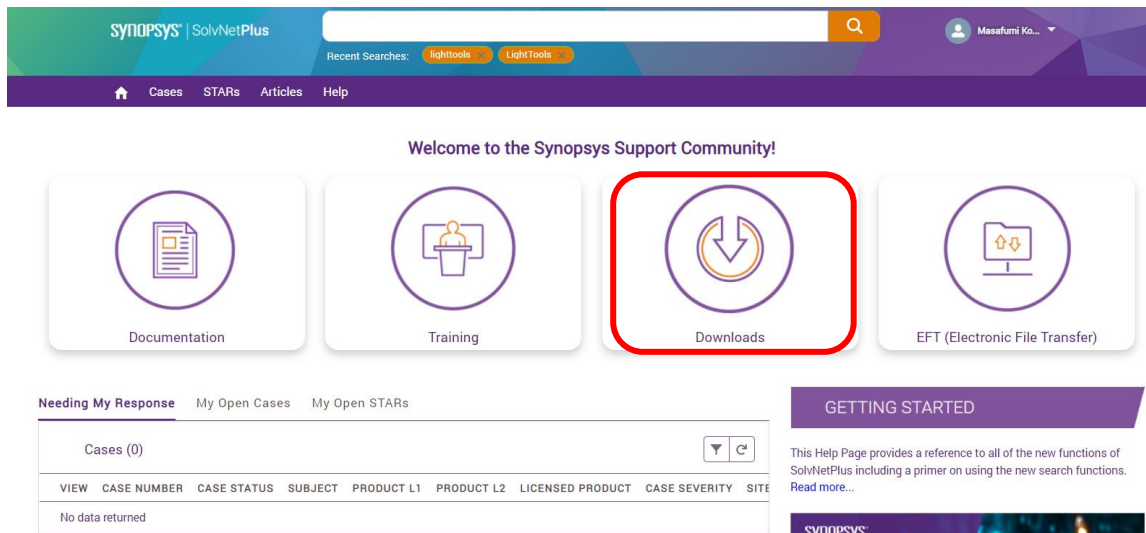 SYNOPSYS® | SolvNetPlus
Masafumi Ko...
Recent Searches: lighttools × LightTools ×
Cases STARs Articles Help
Welcome to the Synopsys Support Community!
Documentation Training Downloads EFT (Electronic File Transfer)
Needing My Response My Open Cases My Open STARs
GETTING STARTED
Cases (0)
This Help Page provides a reference to all of the new functions of
SolvNetPlus including a primer on using the new search functions.
Read more...
VIEW CASE NUMBER CASE STATUS SUBJECT PRODUCT L1 PRODUCT L2 LICENSED PRODUCT CASE SEVERITY SITE
No data returned
SYNOPSYS®